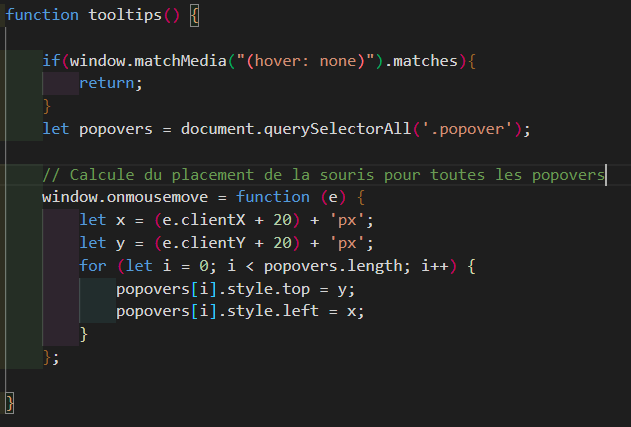 function tooltips() {
if(window.matchMedia("(hover: none)").matches){
return;
}
let popovers = document.querySelectorAll('.popover');
// Calcule du placement de la souris pour toutes les popovers
window.onmousemove = function (e) {
let x = (e.clientX + 20) + 'px';
let y = (e.clientY + 20) + 'px';
for (let i = 0; i < popovers.length; i++) {
popovers[i].style.top = y;
popovers[i].style.left = x;
}
};
}